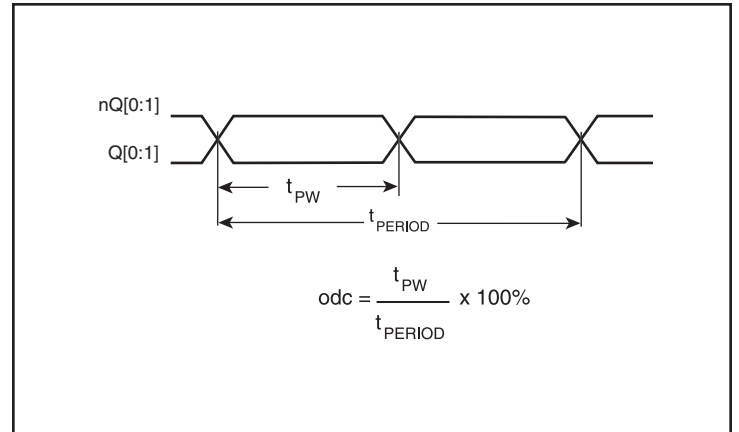 nQ[0:1]
Q[0:1]
tPW
tPERIOD
odc = tPW / tPERIOD x 100%